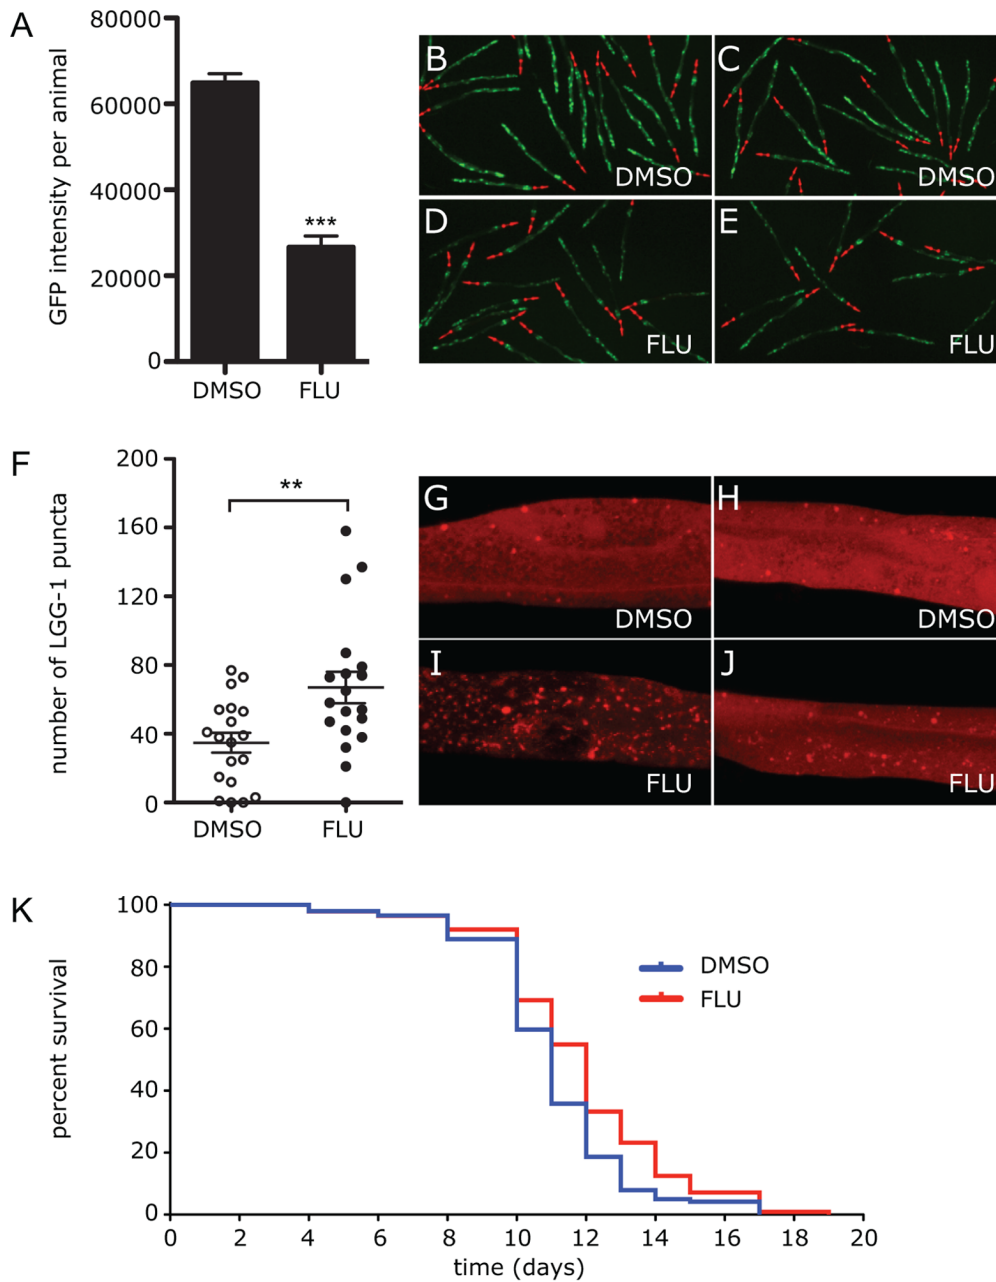 A
GFP intensity per animal
80000
60000
40000
20000
0
***
DMSO FLU
B
DMSO
C
DMSO
D
FLU
E
FLU
F
number of LGG-1 puncta
200
160
120
80
40
0
**
DMSO FLU
G
DMSO
H
DMSO
I
FLU
J
FLU
K
percent survival
100
80
60
40
20
0
DMSO
FLU
0 2 4 6 8 10 12 14 16 18 20
time (days)